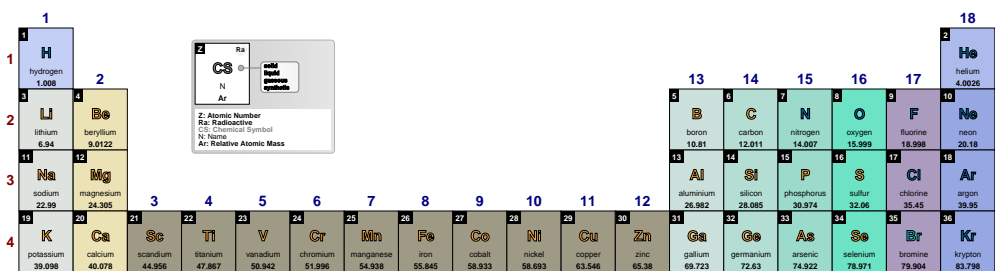 1
18
1
H
hydrogen
1.008
2
He
helium
4.0026
1
Z
Ra
CS
N
Ar
solid
liquid
gaseous
synthetic
Z: Atomic Number
Ra: Radioactive
CS: Chemical Symbol
N: Name
Ar: Relative Atomic Mass
2
13
14
15
16
17
2
3
Li
lithium
6.94
4
Be
beryllium
9.0122
5
B
boron
10.81
6
C
carbon
12.011
7
N
nitrogen
14.007
8
O
oxygen
15.999
9
F
fluorine
18.998
10
Ne
neon
20.18
3
11
Na
sodium
22.99
12
Mg
magnesium
24.305
13
Al
aluminium
26.982
14
Si
silicon
28.085
15
P
phosphorus
30.974
16
S
sulfur
32.06
17
Cl
chlorine
35.45
18
Ar
argon
39.95
3
4
5
6
7
8
9
10
11
12
4
19
K
potassium
39.098
20
Ca
calcium
40.078
21
Sc
scandium
44.956
22
Ti
titanium
47.867
23
V
vanadium
50.942
24
Cr
chromium
51.996
25
Mn
manganese
54.938
26
Fe
iron
55.845
27
Co
cobalt
58.933
28
Ni
nickel
58.693
29
Cu
copper
63.546
30
Zn
zinc
65.38
31
Ga
gallium
69.723
32
Ge
germanium
72.63
33
As
arsenic
74.922
34
Se
selenium
78.971
35
Br
bromine
79.904
36
Kr
krypton
83.798